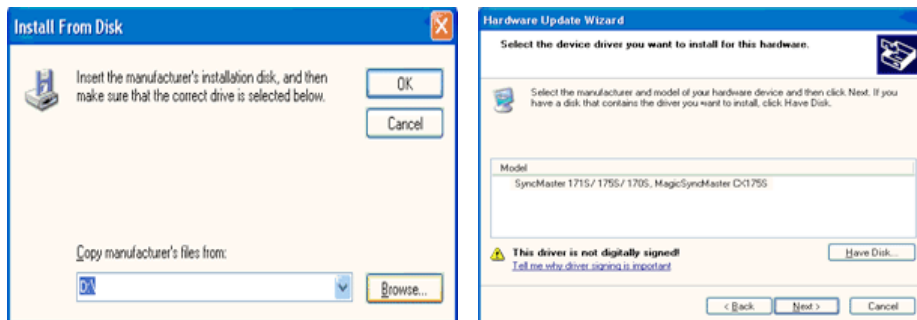 Install From Disk
Insert the manufacturer's installation disk, and then
make sure that the correct drive is selected below.
OK
Cancel
Copy manufacturer's files from:
D:\
Browse...
Hardware Update Wizard
Select the device driver you want to install for this hardware.
Select the manufacturer and model of your hardware device and then click Next. If you
have a disk that contains the driver you want to install, click Have Disk.
Model
SyncMaster 171S/ 175S/ 170S, MagicSyncMaster CX175S
This driver is not digitally signed!
Have Disk...
Tell me why driver signing is important
< Back
Next >
Cancel